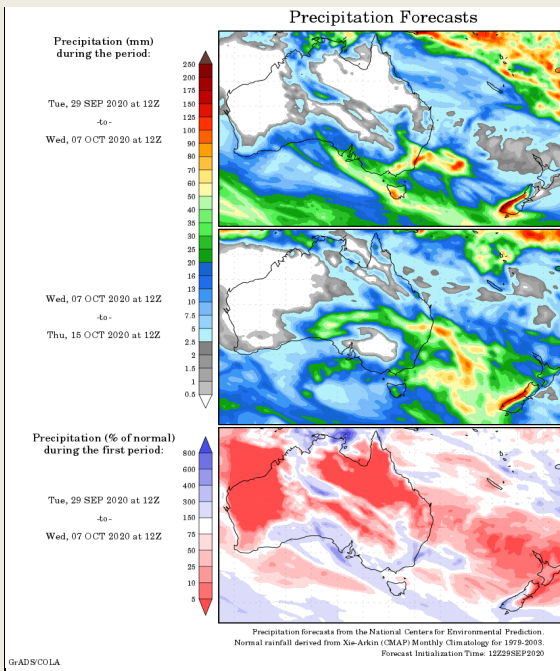 Precipitation Forecasts
Precipitation (mm)
during the period:
Tue, 29 SEP 2020 at 12Z
-to-
Wed, 07 OCT 2020 at 12Z
250
200
175
150
125
100
90
80
70
60
50
40
35
30
25
20
16
13
10
7.5
5
2.5
2
1.5
1
0.5
Wed, 07 OCT 2020 at 12Z
-to-
Thu, 15 OCT 2020 at 12Z
Precipitation (% of normal)
during the first period:
Tue, 29 SEP 2020 at 12Z
-to-
Wed, 07 OCT 2020 at 12Z
800
600
400
300
150
75
50
25
10
5
Precipitation forecasts from the National Centers for Environmental Prediction.
Normal rainfall derived from Xie-Arkin (CMAP) Monthly Climatology for 1979-2003.
Forecast Initialization Time: 12Z29SEP2020
GrADS/COLA